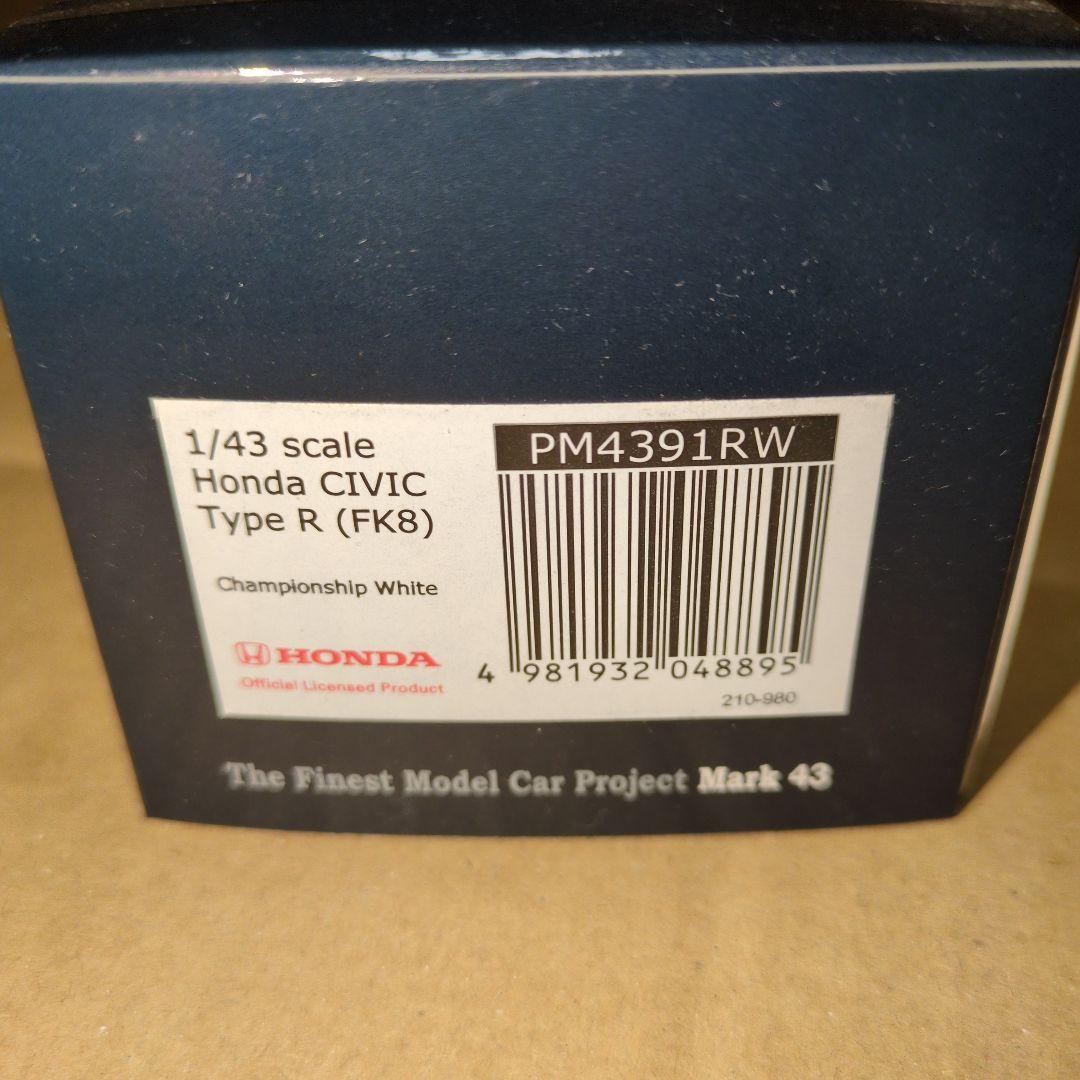 1/43 scale
Honda CIVIC
Type R (FK8)
Championship White
HONDA
Official Licensed Product
PM4391RW
4 981932 048895
210-980
The Finest Model Car Project Mark 43